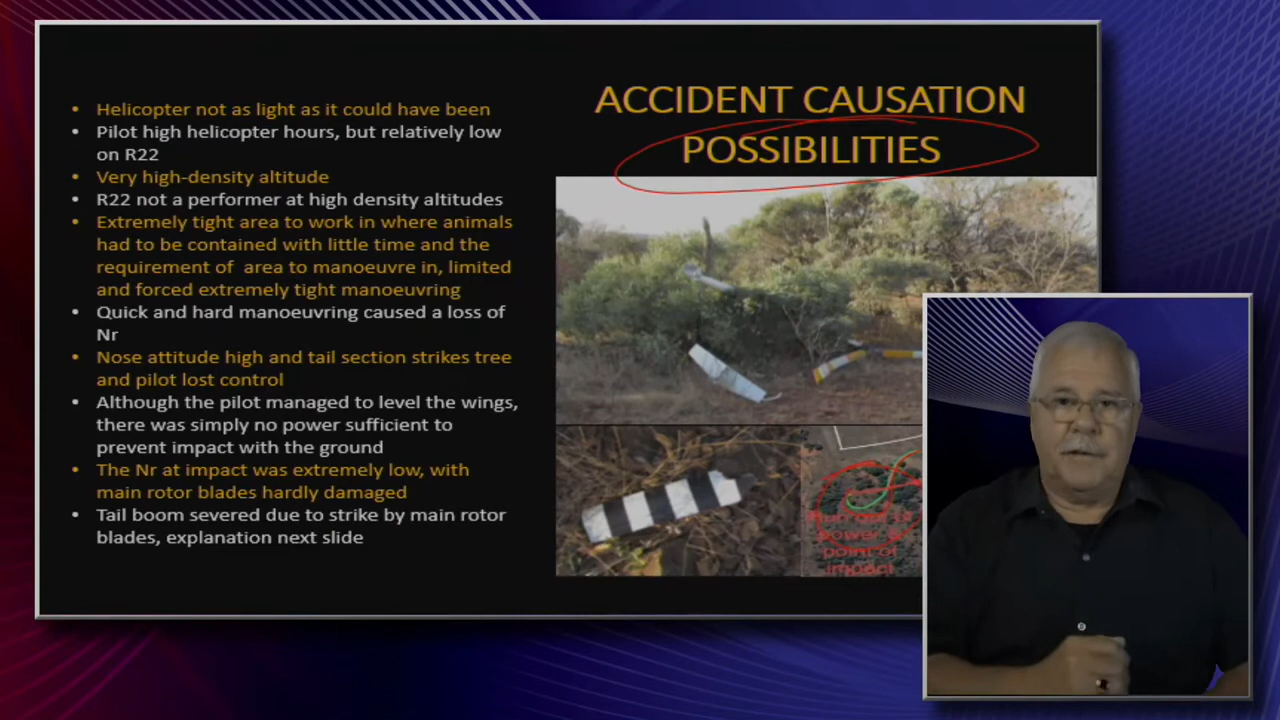 ACCIDENT CAUSATION
POSSIBILITIES
• Helicopter not as light as it could have been
• Pilot high helicopter hours, but relatively low
on R22
• Very high-density altitude
• R22 not a performer at high density altitudes
• Extremely tight area to work in where animals
had to be contained with little time and the
requirement of area to manoeuvre in, limited
and forced extremely tight manoeuvring
• Quick and hard manoeuvring caused a loss of
Nr
• Nose attitude high and tail section strikes tree
and pilot lost control
• Although the pilot managed to level the wings,
there was simply no power sufficient to
prevent impact with the ground
• The Nr at impact was extremely low, with
main rotor blades hardly damaged
• Tail boom severed due to strike by main rotor
blades, explanation next slide
power
point of
impact